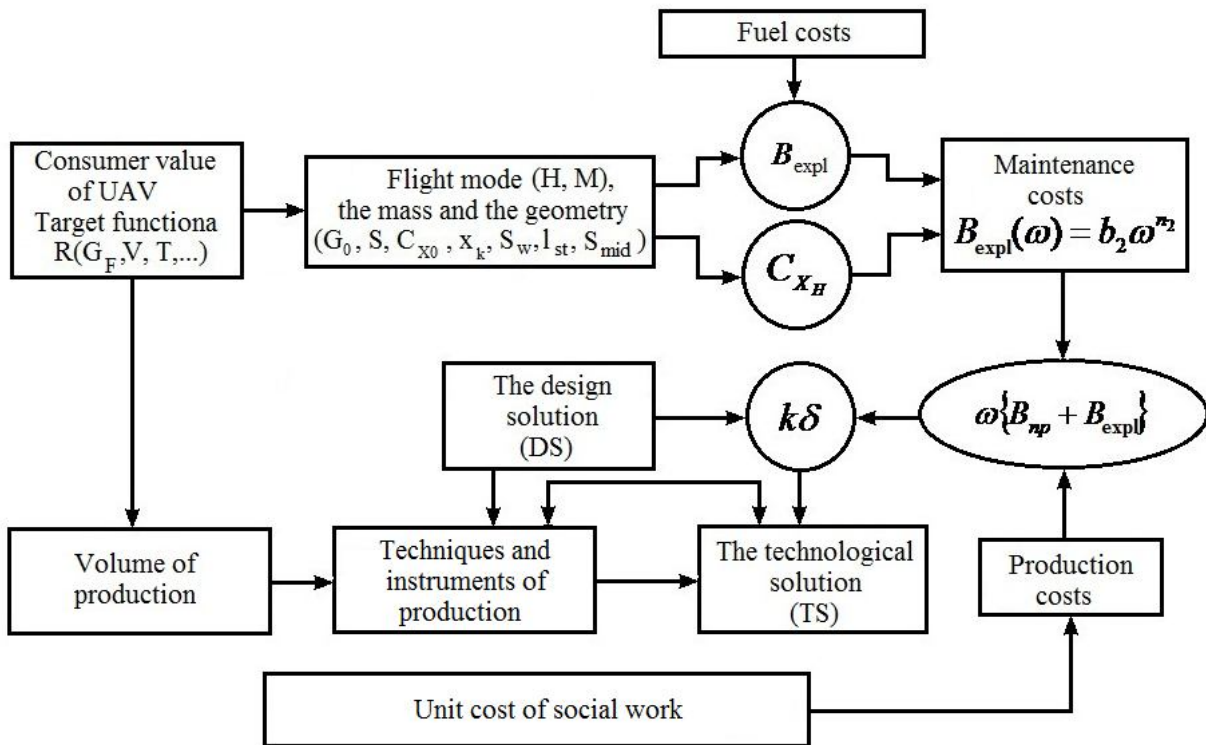 Fuel costs
Consumer value
of UAV
Target functiona
R(G_F,V, T,...)
Flight mode (H, M),
the mass and the geometry
(G_0, S, C_X0, x_k, S_w, l_st, S_mid)
B_expl
C_X_H
Maintenance
costs
B_expl(ω) = b_2 ω^n_2
The design
solution
(DS)
kδ
ω{B_np + B_expl}
Volume of
production
Techniques and
instruments of
production
The technological
solution
(TS)
Production
costs
Unit cost of social work